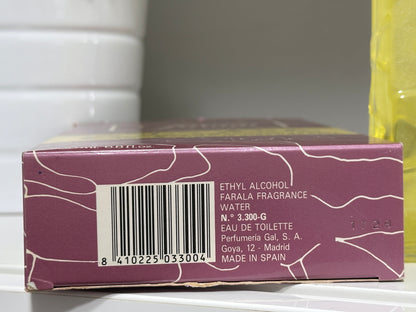 ETHYL ALCOHOL
FARALA FRAGRANCE
WATER
N.° 3.300-G
EAU DE TOILETTE
Perfumería Gal, S. A.
Goya, 12 - Madrid
MADE IN SPAIN
8 410225 033004